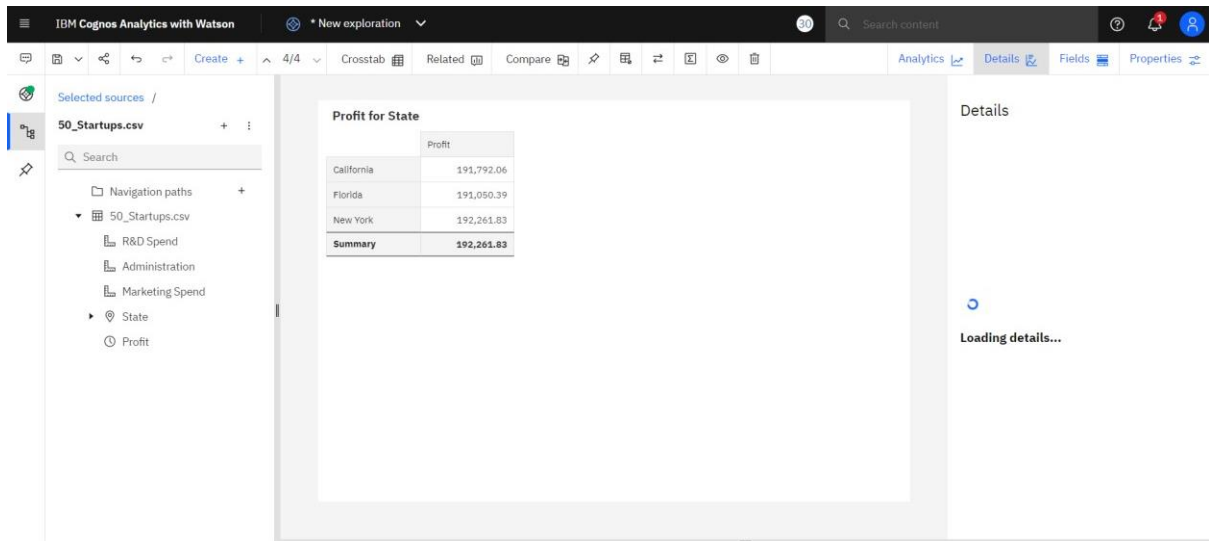 IBM Cognos Analytics with Watson
* New exploration
30
Search content
1
Create +
4/4
Crosstab
Related
Compare
Analytics
Details
Fields
Properties
Selected sources /
50_Startups.csv
Search
Navigation paths
50_Startups.csv
R&D Spend
Administration
Marketing Spend
State
Profit
Profit for State
Profit
California 191,792.06
Florida 191,050.39
New York 192,261.83
Summary 192,261.83
Details
Loading details...